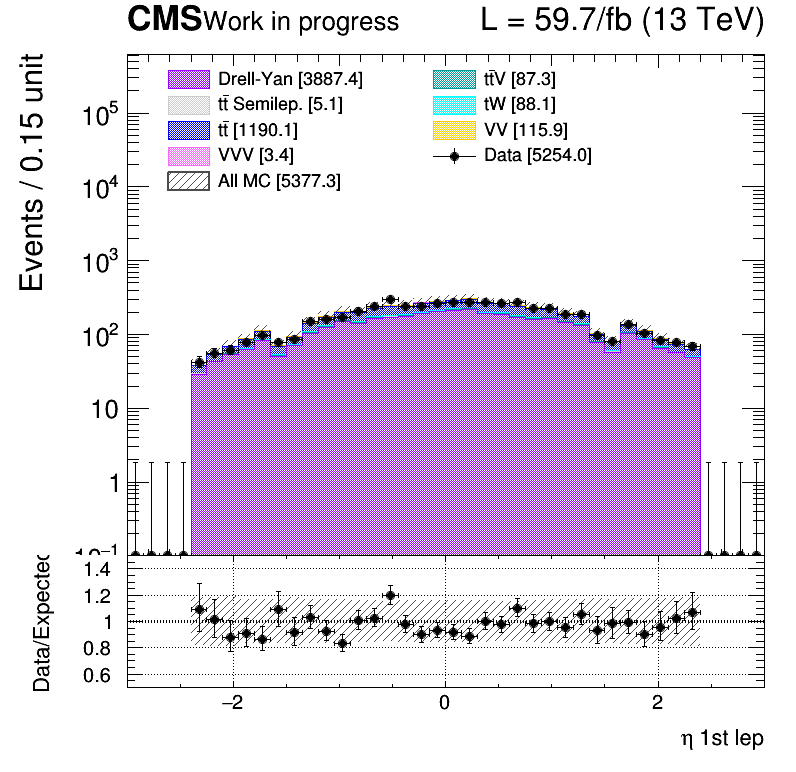 CMS Work in progress L = 59.7/fb (13 TeV)
Drell-Yan [3887.4] tt̄V [87.3]
tt̄ Semilep. [5.1] tW [88.1]
tt̄ [1190.1] VV [115.9]
VVV [3.4] Data [5254.0]
All MC [5377.3]
Events / 0.15 unit
10⁵
10⁴
10³
10²
10
1
Data/Expected
1.4
1.2
1
0.8
0.6
−2 0 2
η 1st lep